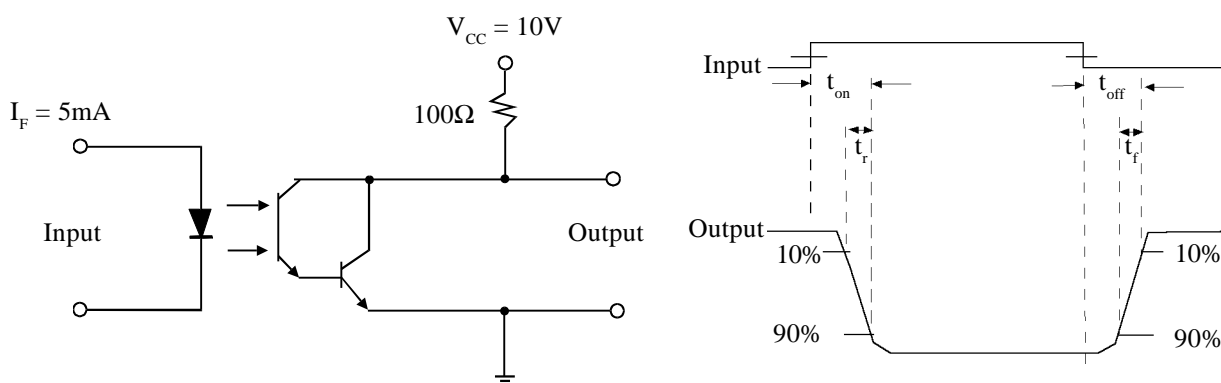 V_CC = 10V
100Ω
I_F = 5mA
Input
Output
Input
t_on
t_off
t_r
t_f
Output
10%
10%
90%
90%